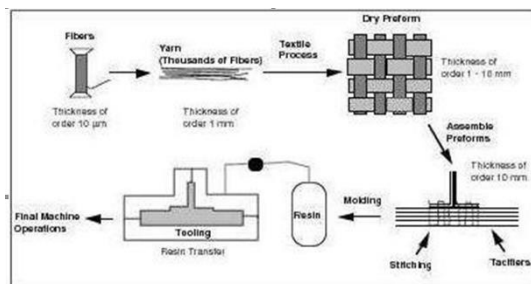 Dry Preform
Fibers
Yarn
(Thousands of Fibers)
Textile
Process
Thickness of
order 10 μm
Thickness of
order 1 mm
Thickness of
order 1 - 10 mm
Assemble
Preforms
Thickness of
order 10 mm
Molding
Resin
Tooling
Resin Transfer
Final Machine
Operations
Stitching
Tacifiers